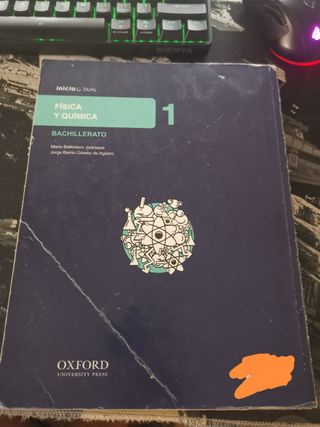 inicia DUAL
FÍSICA
Y QUÍMICA
1
BACHILLERATO
Mario Ballestero Jadraque
Jorge Barrio Gómez de Agüero
OXFORD
UNIVERSITY PRESS